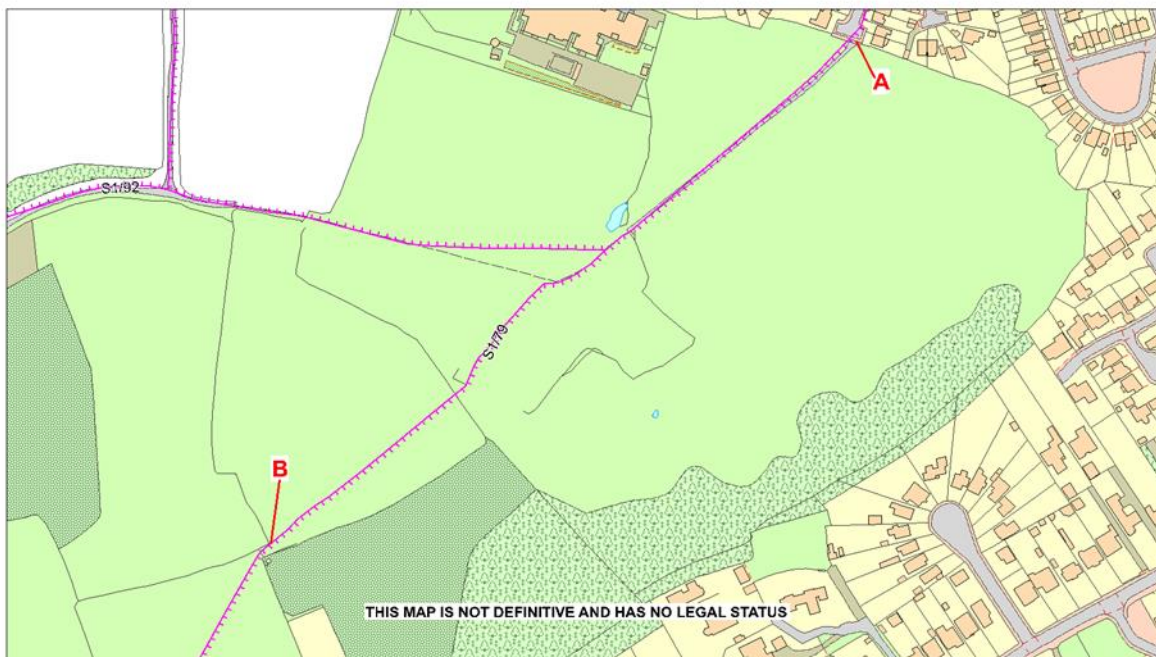 A
S1/92
S1/79
B
THIS MAP IS NOT DEFINITIVE AND HAS NO LEGAL STATUS